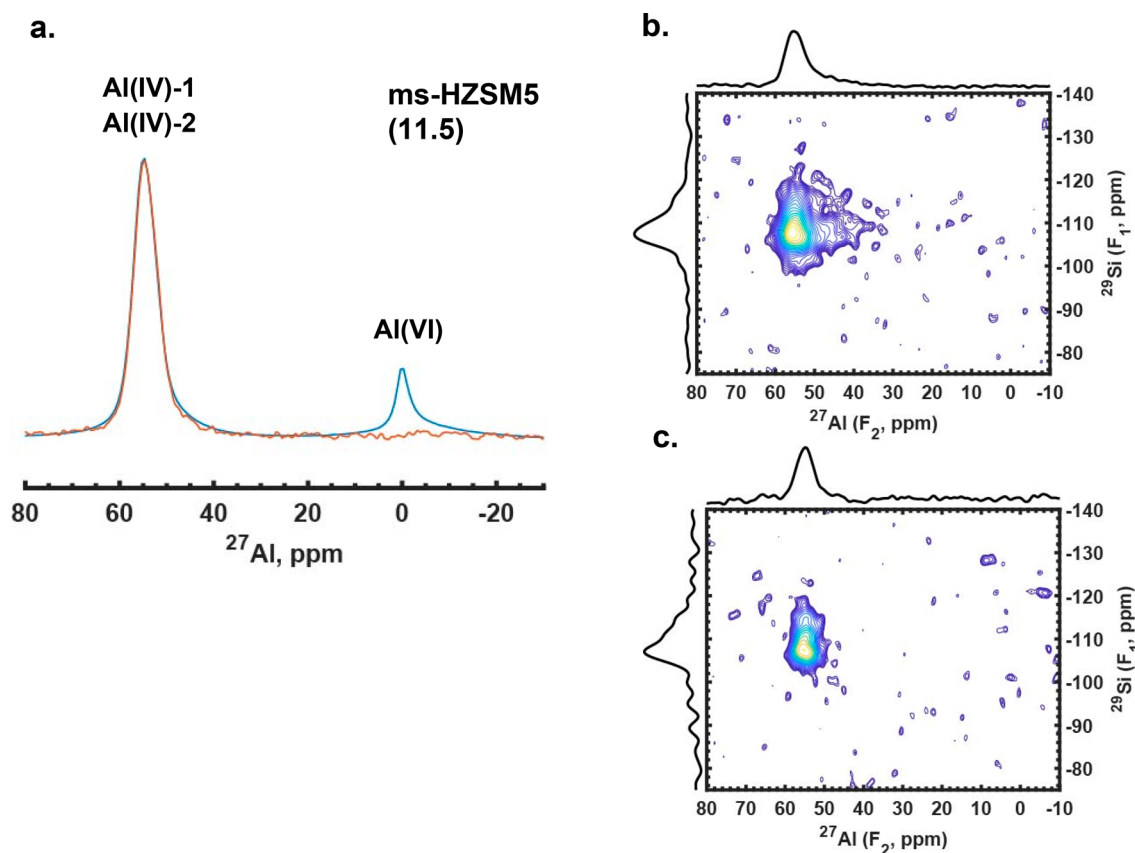 a.
Al(IV)-1
Al(IV)-2
ms-HZSM5
(11.5)
Al(VI)
80 60 40 20 0 -20
27Al, ppm
b.
-140
-130
-120
-110
-100
-90
-80
29Si (F1, ppm)
80 70 60 50 40 30 20 10 0 -10
27Al (F2, ppm)
c.
-140
-130
-120
-110
-100
-90
-80
29Si (F1, ppm)
80 70 60 50 40 30 20 10 0 -10
27Al (F2, ppm)